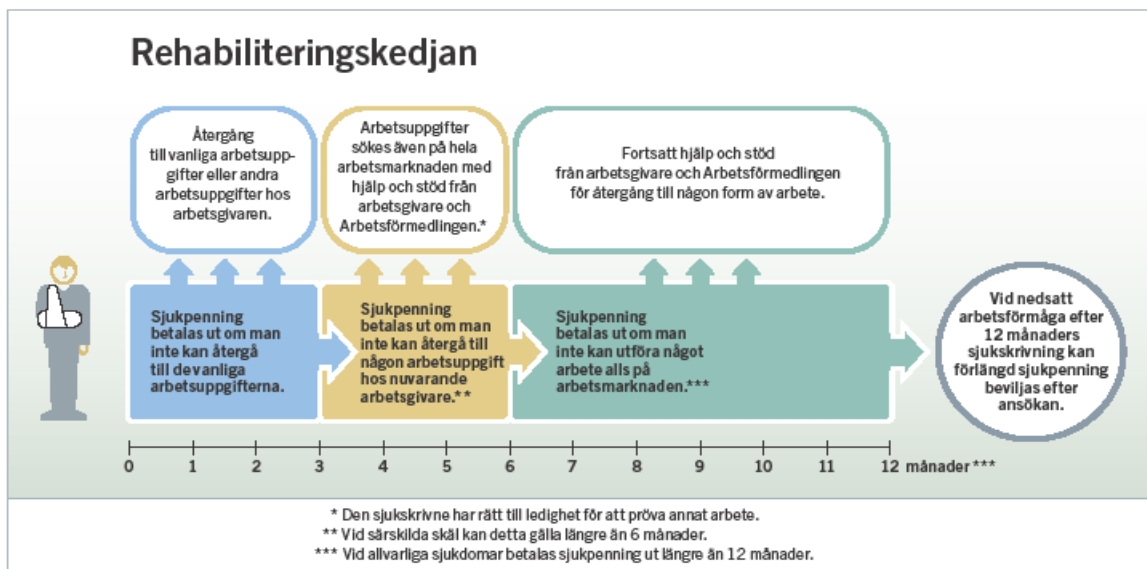 Rehabiliteringskedjan
Återgång
till vanliga arbetsupp-
gifter eller andra
arbetsuppgifter hos
arbetsgivaren.
Arbetsuppgifter
sökes även på hela
arbetsmarknaden med
hjälp och stöd från
arbetsgivare och
Arbetsförmedlingen.*
Fortsatt hjälp och stöd
från arbetsgivare och Arbetsförmedlingen
för återgång till någon form av arbete.
Sjukpenning
betalas ut om man
inte kan återgå
till de vanliga
arbetsuppgifterna.
Sjukpenning
betalas ut om man
inte kan återgå till
någon arbetsuppgift
hos nuvarande
arbetsgivare.**
Sjukpenning
betalas ut om man
inte kan utföra något
arbete alls på
arbetsmarknaden.***
Vid nedsatt
arbetsförmåga efter
12 månaders
sjukskrivning kan
förlängd sjukpenning
beviljas efter
ansökan.
0 1 2 3 4 5 6 7 8 9 10 11 12 månader ***
* Den sjukskrivne har rätt till ledighet för att pröva annat arbete.
** Vid särskilda skäl kan detta gälla längre än 6 månader.
*** Vid allvarliga sjukdomar betalas sjukpenning ut längre än 12 månader.